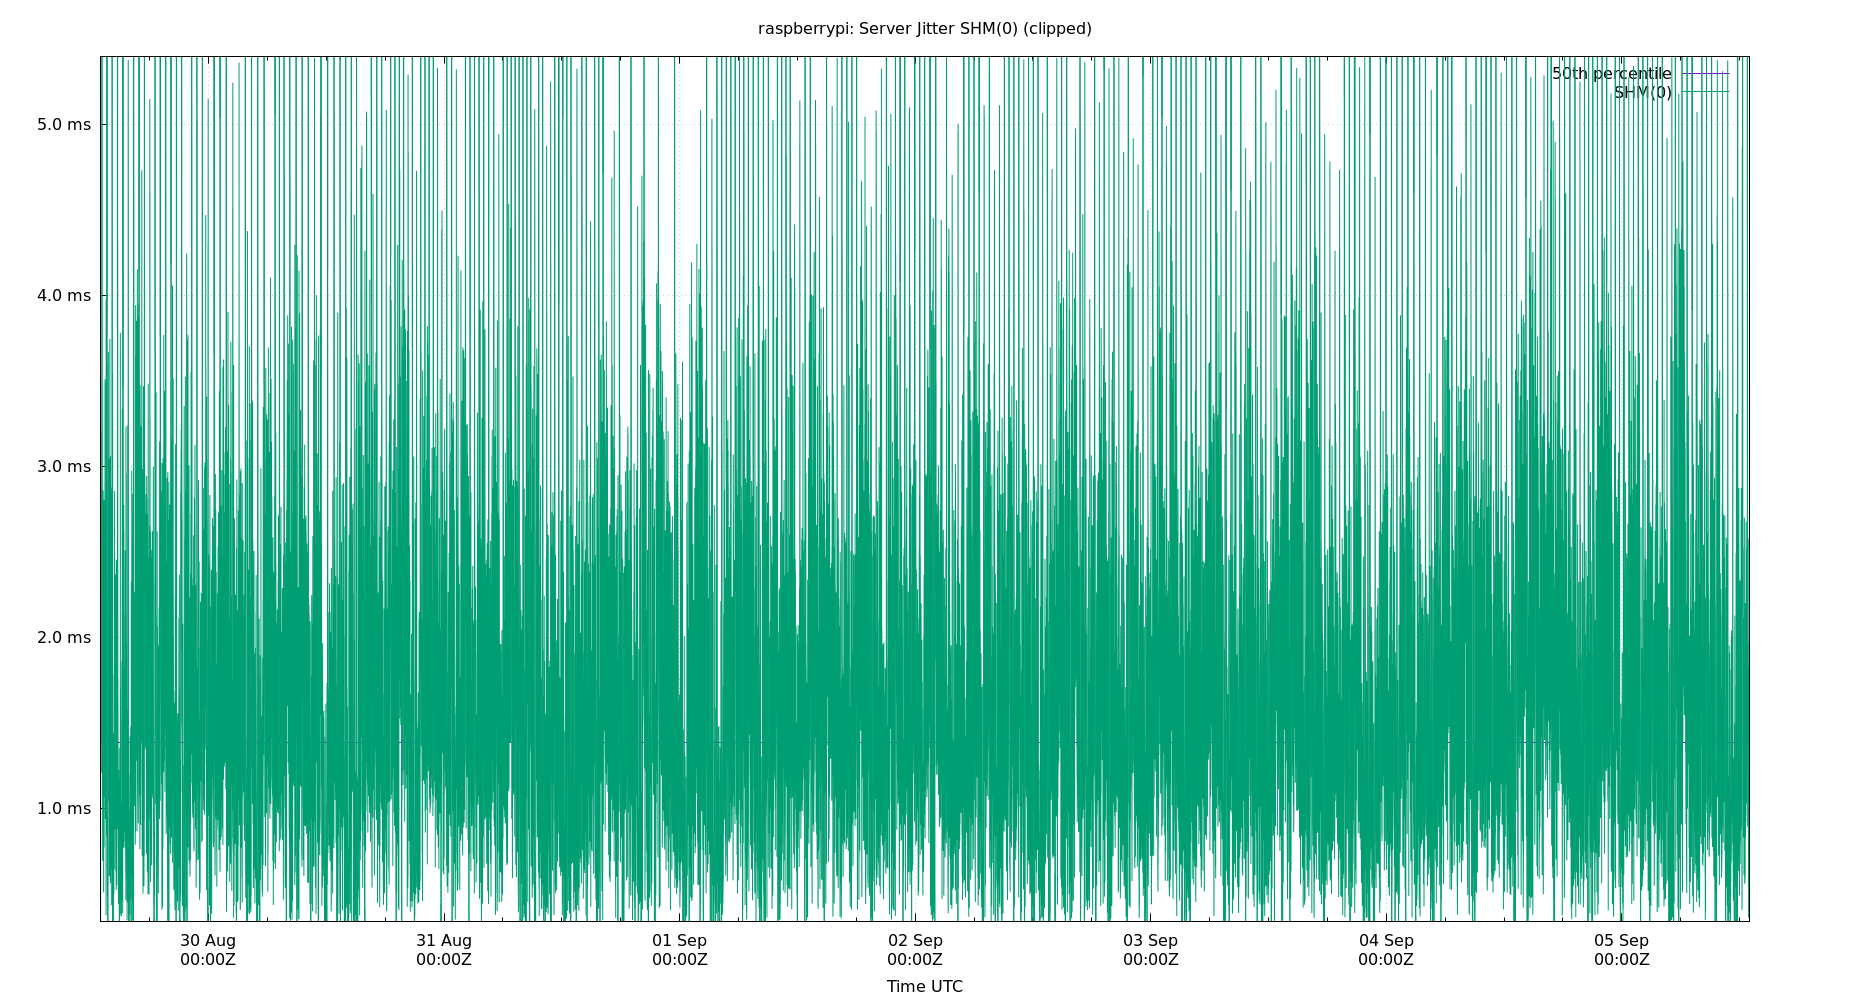 raspberrypi: Server Jitter SHM(0) (clipped)
50th percentile
SHM(0)
5.0 ms
4.0 ms
3.0 ms
2.0 ms
1.0 ms
30 Aug 31 Aug 01 Sep 02 Sep 03 Sep 04 Sep 05 Sep
00:00Z 00:00Z 00:00Z 00:00Z 00:00Z 00:00Z 00:00Z
Time UTC